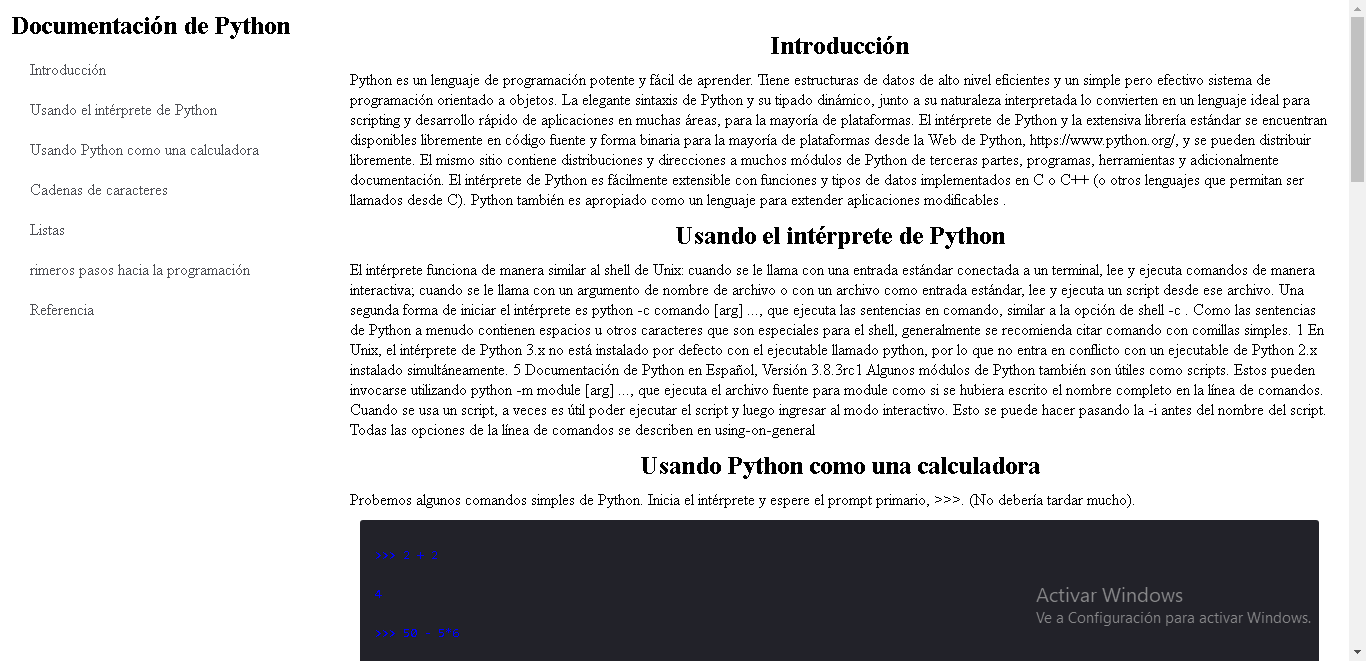 Documentación de Python
Introducción
Usando el intérprete de Python
Usando Python como una calculadora
Cadenas de caracteres
Listas
rimeros pasos hacia la programación
Referencia
Introducción
Python es un lenguaje de programación potente y fácil de aprender. Tiene estructuras de datos de alto nivel eficientes y un simple pero efectivo sistema de
programación orientado a objetos. La elegante sintaxis de Python y su tipado dinámico, junto a su naturaleza interpretada lo convierten en un lenguaje ideal para
scripting y desarrollo rápido de aplicaciones en muchas áreas, para la mayoría de plataformas. El intérprete de Python y la extensiva librería estándar se encuentran
disponibles libremente en código fuente y forma binaria para la mayoría de plataformas desde la Web de Python, https://www.python.org/, y se pueden distribuir
libremente. El mismo sitio contiene distribuciones y direcciones a muchos módulos de Python de terceras partes, programas, herramientas y adicionalmente
documentación. El intérprete de Python es fácilmente extensible con funciones y tipos de datos implementados en C o C++ (o otros lenguajes que permitan ser
llamados desde C). Python también es apropiado como un lenguaje para extender aplicaciones modificables .
Usando el intérprete de Python
El intérprete funciona de manera similar al shell de Unix: cuando se le llama con una entrada estándar conectada a un terminal, lee y ejecuta comandos de manera
interactiva; cuando se le llama con un argumento de nombre de archivo o con un archivo como entrada estándar, lee y ejecuta un script desde ese archivo. Una
segunda forma de iniciar el intérprete es python -c comando [arg] ..., que ejecuta las sentencias en comando, similar a la opción de shell -c . Como las sentencias
de Python a menudo contienen espacios u otros caracteres que son especiales para el shell, generalmente se recomienda citar comando con comillas simples. 1 En
Unix, el intérprete de Python 3.x no está instalado por defecto con el ejecutable llamado python, por lo que no entra en conflicto con un ejecutable de Python 2.x
instalado simultáneamente. 5 Documentación de Python en Español, Versión 3.8.3rc1 Algunos módulos de Python también son útiles como scripts. Estos pueden
invocarse utilizando python -m module [arg] ..., que ejecuta el archivo fuente para module como si se hubiera escrito el nombre completo en la línea de comandos.
Cuando se usa un script, a veces es útil poder ejecutar el script y luego ingresar al modo interactivo. Esto se puede hacer pasando la -i antes del nombre del script.
Todas las opciones de la línea de comandos se describen en using-on-general
Usando Python como una calculadora
Probemos algunos comandos simples de Python. Inicia el intérprete y espere el prompt primario, >>>. (No debería tardar mucho).
Activar Windows
Ve a Configuración para activar Windows.